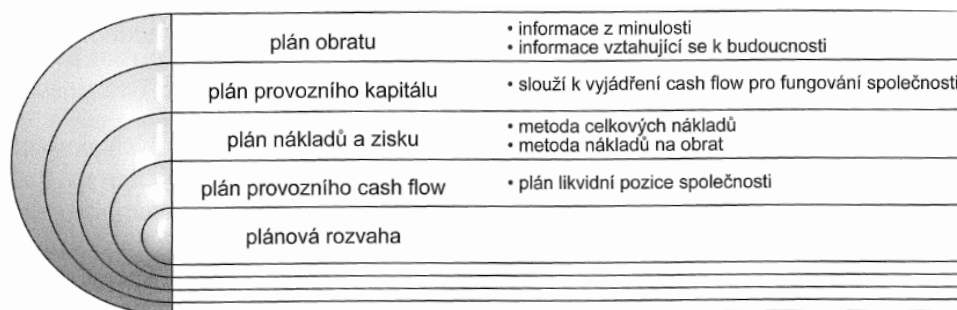 plán obratu
• informace z minulosti
• informace vztahující se k budoucnosti
plán provozního kapitálu
• slouží k vyjádření cash flow pro fungování společnosti
plán nákladů a zisku
• metoda celkových nákladů
• metoda nákladů na obrat
plán provozního cash flow
• plán likvidní pozice společnosti
plánová rozvaha